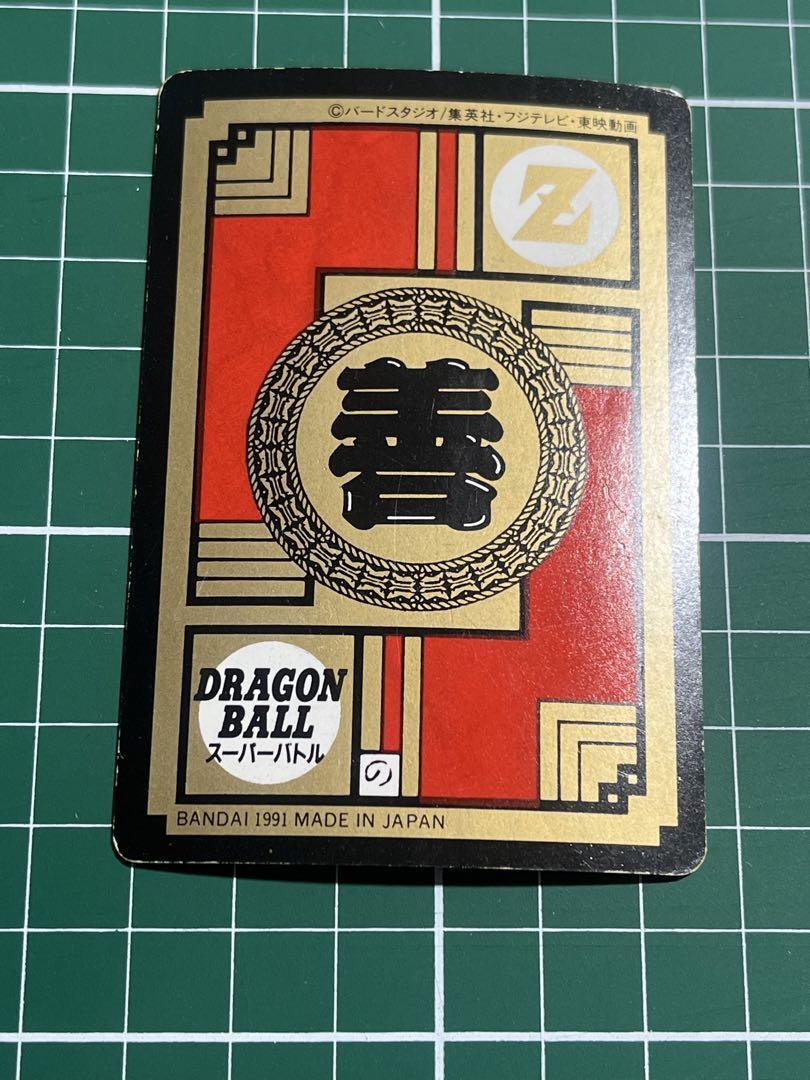 ©バードスタジオ/集英社・フジテレビ・東映動画
Z
善
DRAGON
BALL
スーパーバトル
の
BANDAI 1991 MADE IN JAPAN